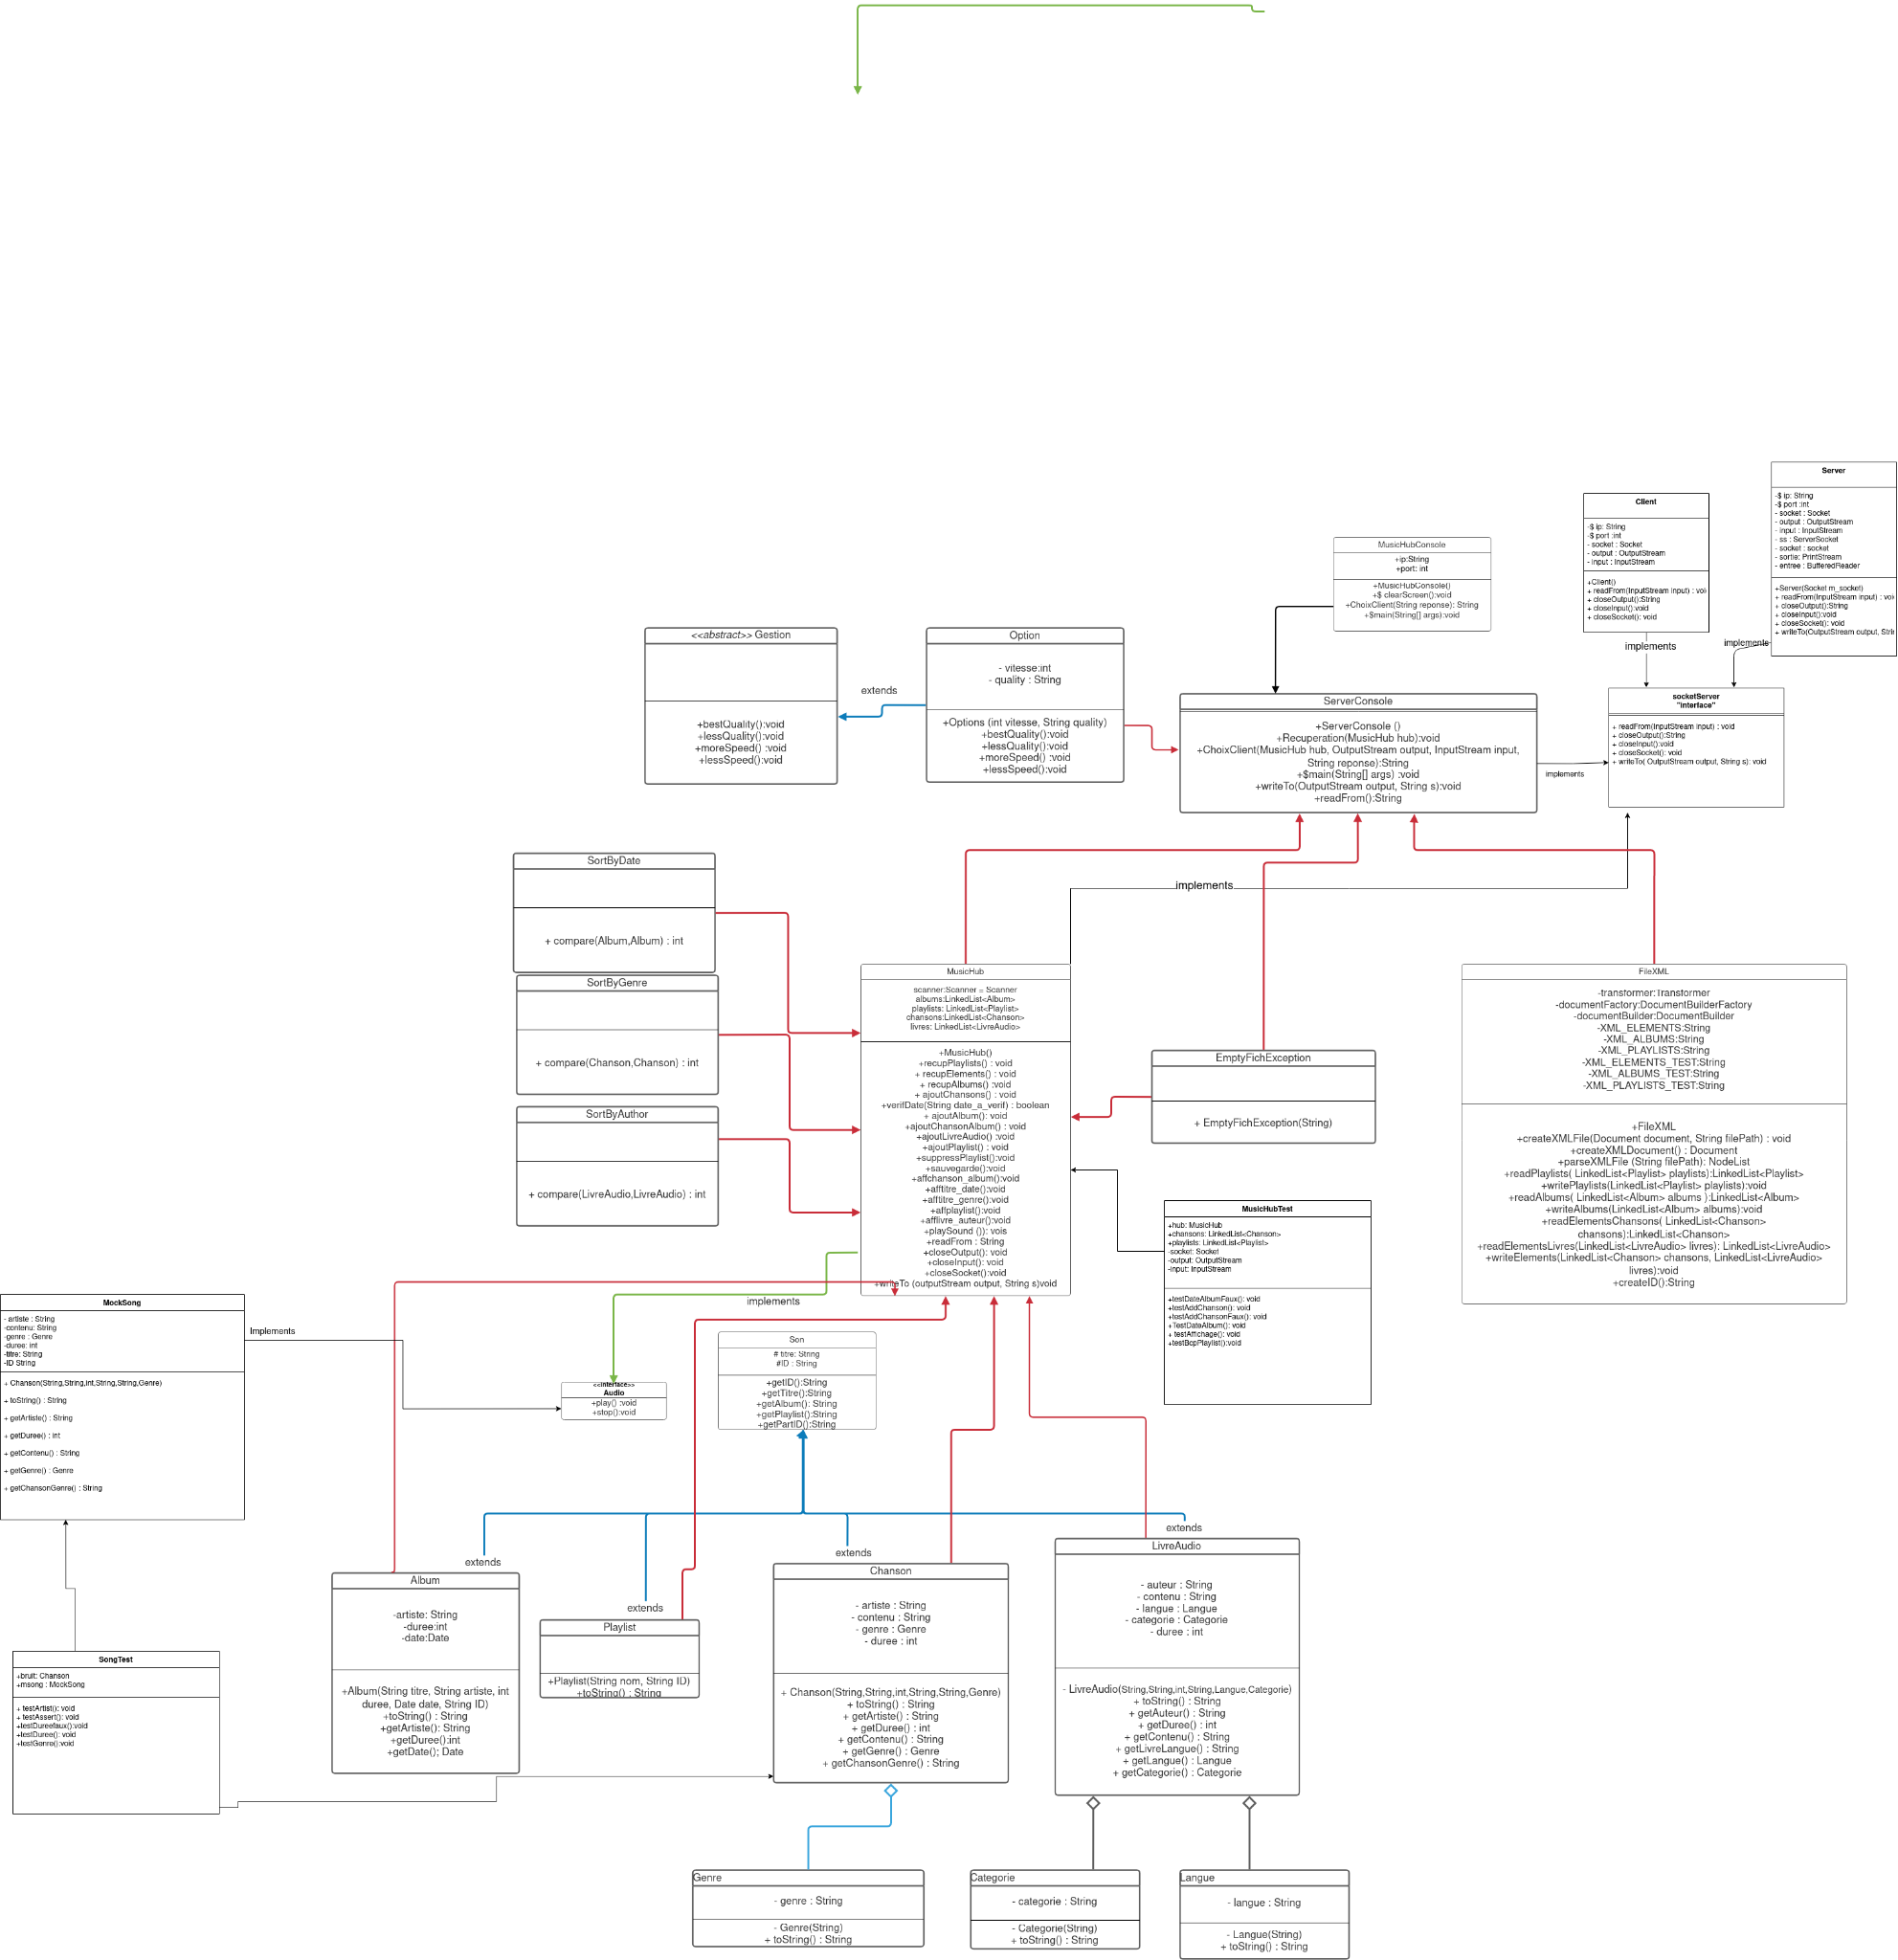 Server
-$ ip: String
-$ port :int
- socket : Socket
- output : OutputStream
- input : InputStream
- ss : ServerSocket
- socket : socket
- sortie: PrintStream
- entree : BufferedReader
+Server(Socket m_socket)
+ readFrom(InputStream input) : voi
+ closeOutput():String
+ closeInput():void
+ closeSocket(): void
+ writeTo(OutputStream output, Strin
implements
Client
-$ ip: String
-$ port :int
- socket : Socket
- output : OutputStream
- input : InputStream
+Client()
+ readFrom(InputStream input) : voi
+ closeOutput():String
+ closeInput():void
+ closeSocket(): void
implements
MusicHubConsole
+ip:String
+port: int
+MusicHubConsole()
+$ clearScreen():void
+ChoixClient(String reponse): String
+$main(String[] args):void
<<abstract>> Gestion
+bestQuality():void
+lessQuality():void
+moreSpeed() :void
+lessSpeed():void
extends
Option
- vitesse:int
- quality : String
+Options (int vitesse, String quality)
+bestQuality():void
+lessQuality():void
+moreSpeed() :void
+lessSpeed():void
ServerConsole
+ServerConsole ()
+Recuperation(MusicHub hub):void
+ChoixClient(MusicHub hub, OutputStream output, InputStream input,
String reponse):String
+$main(String[] args) :void
+writeTo(OutputStream output, String s):void
+readFrom():String
implements
socketServer
"interface"
+ readFrom(InputStream input) : void
+ closeOutput():String
+ closeInput():void
+ closeSocket(): void
+ writeTo( OutputStream output, String s): void
SortByDate
+ compare(Album,Album) : int
implements
SortByGenre
+ compare(Chanson,Chanson) : int
SortByAuthor
+ compare(LivreAudio,LivreAudio) : int
MusicHub
scanner:Scanner = Scanner
albums:LinkedList<Album>
playlists: LinkedList<Playlist>
chansons:LinkedList<Chanson>
livres: LinkedList<LivreAudio>
+MusicHub()
+recupPlaylists() : void
+ recupElements() : void
+ recupAlbums() :void
+ ajoutChansons() : void
+verifDate(String date_a_verif) : boolean
+ ajoutAlbum(): void
+ajoutChansonAlbum() : void
+ajoutLivreAudio() :void
+ajoutPlaylist() : void
+suppressPlaylist():void
+sauvegarde():void
+affchanson_album():void
+afftitre_date():void
+afftitre_genre():void
+affplaylist():void
+afflivre_auteur():void
+playSound ()): vois
+readFrom : String
+closeOutput(): void
+closeInput(): void
+closeSocket():void
+writeTo (outputStream output, String s)void
EmptyFichException
+ EmptyFichException(String)
FileXML
-transformer:Transformer
-documentFactory:DocumentBuilderFactory
-documentBuilder:DocumentBuilder
-XML_ELEMENTS:String
-XML_ALBUMS:String
-XML_PLAYLISTS:String
-XML_ELEMENTS_TEST:String
-XML_ALBUMS_TEST:String
-XML_PLAYLISTS_TEST:String
+FileXML
+createXMLFile(Document document, String filePath) : void
+createXMLDocument() : Document
+parseXMLFile (String filePath): NodeList
+readPlaylists( LinkedList<Playlist> playlists):LinkedList<Playlist>
+writePlaylists(LinkedList<Playlist> playlists):void
+readAlbums( LinkedList<Album> albums ):LinkedList<Album>
+writeAlbums(LinkedList<Album> albums):void
+readElementsChansons( LinkedList<Chanson>
chansons):LinkedList<Chanson>
+readElementsLivres(LinkedList<LivreAudio> livres): LinkedList<LivreAudio>
+writeElements(LinkedList<Chanson> chansons, LinkedList<LivreAudio>
livres):void
+createID():String
MusicHubTest
+hub: MusicHub
+chansons: LinkedList<Chanson>
+playlists: LinkedList<Playlist>
-socket: Socket
-output: OutputStream
-input: InputStream
+testDateAlbumFaux(): void
+testAddChanson(): void
+testAddChansonFaux(): void
+TestDateAlbum(): void
+ testAffichage(): void
+testBcpPlaylist():void
implements
MockSong
- artiste : String
-contenu: String
-genre : Genre
-duree: int
-titre: String
-ID String
+ Chanson(String,String,int,String,String,Genre)
+ toString() : String
+ getArtiste() : String
+ getDuree() : int
+ getContenu() : String
+ getGenre() : Genre
+ getChansonGenre() : String
Implements
<<interface>>
Audio
+play() :void
+stop():void
Son
# titre: String
#ID : String
+getID():String
+getTitre():String
+getAlbum(): String
+getPlaylist():String
+getPartID():String
extends
extends
extends
extends
Album
-artiste: String
-duree:int
-date:Date
+Album(String titre, String artiste, int
duree, Date date, String ID)
+toString() : String
+getArtiste(): String
+getDuree():int
+getDate(); Date
Playlist
+Playlist(String nom, String ID)
+toString() : String
Chanson
- artiste : String
- contenu : String
- genre : Genre
- duree : int
+ Chanson(String,String,int,String,String,Genre)
+ toString() : String
+ getArtiste() : String
+ getDuree() : int
+ getContenu() : String
+ getGenre() : Genre
+ getChansonGenre() : String
LivreAudio
- auteur : String
- contenu : String
- langue : Langue
- categorie : Categorie
- duree : int
- LivreAudio(String,String,int,String,Langue,Categorie)
+ toString() : String
+ getAuteur() : String
+ getDuree() : int
+ getContenu() : String
+ getLivreLangue() : String
+ getLangue() : Langue
+ getCategorie() : Categorie
SongTest
+bruit: Chanson
+msong : MockSong
+ testArtist(): void
+ testAssert(): void
+testDureefaux():void
+testDuree(): void
+testGenre():void
Genre
- genre : String
- Genre(String)
+ toString() : String
Categorie
- categorie : String
- Categorie(String)
+ toString() : String
Langue
- langue : String
- Langue(String)
+ toString() : String